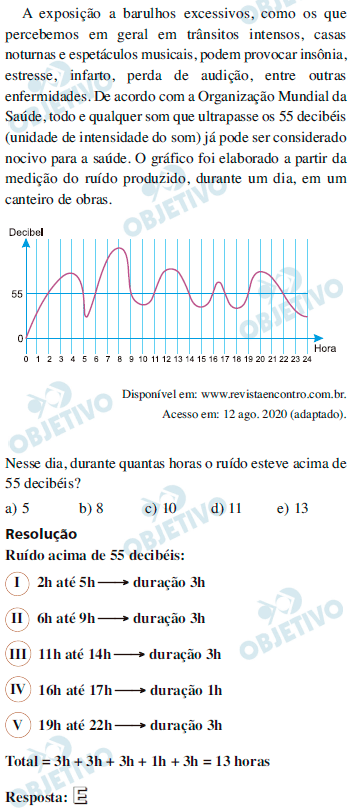 A exposição a barulhos excessivos, como os que
percebemos em geral em trânsitos intensos, casas
noturnas e espetáculos musicais, podem provocar insônia,
estresse, infarto, perda de audição, entre outras
enfermidades. De acordo com a Organização Mundial da
Saúde, todo e qualquer som que ultrapasse os 55 decibéis
(unidade de intensidade do som) já pode ser considerado
nocivo para a saúde. O gráfico foi elaborado a partir da
medição do ruído produzido, durante um dia, em um
canteiro de obras.
Decibel
55
0
Hora
0 1 2 3 4 5 6 7 8 9 10 11 12 13 14 15 16 17 18 19 20 21 22 23 24
Disponível em: www.revistaencontro.com.br.
Acesso em: 12 ago. 2020 (adaptado).
Nesse dia, durante quantas horas o ruído esteve acima de
55 decibéis?
a) 5 b) 8 c) 10 d) 11 e) 13
Resolução
Ruído acima de 55 decibéis:
I 2h até 5h ⟶ duração 3h
II 6h até 9h ⟶ duração 3h
III 11h até 14h ⟶ duração 3h
IV 16h até 17h ⟶ duração 1h
V 19h até 22h ⟶ duração 3h
Total = 3h + 3h + 3h + 1h + 3h = 13 horas
Resposta: E
OBJETIVO
OBJETIVO
OBJETIVO
OBJETIVO
OBJETIVO
OBJETIVO
OBJETIVO
OBJETIVO